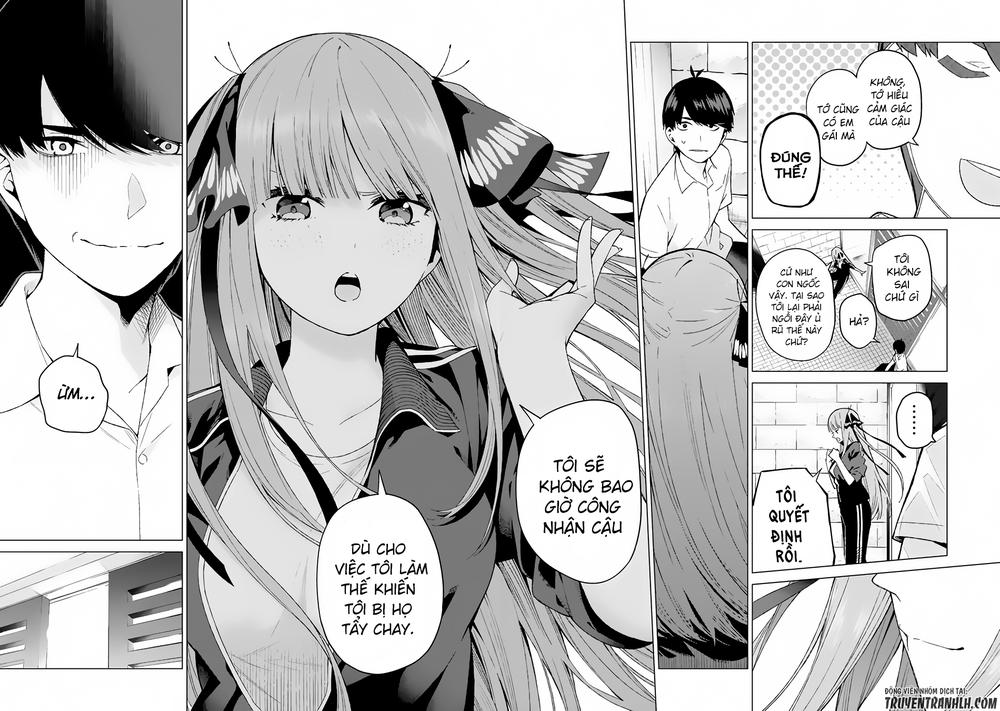 KHÔNG,
TỚ HIỂU
CẢM GIÁC
CỦA CẬU
TỚ CŨNG
CÓ EM
GÁI MÀ
ĐÚNG
THẾ!
TÔI
KHÔNG
SAI
CHỨ GÌ
HẢ?
CỨ NHƯ
CON NGỐC
VẬY. TẠI SAO
TÔI LẠI PHẢI
NGỒI ĐÂY Ủ
RŨ THẾ NÀY
CHỨ?
......
TÔI
QUYẾT
ĐỊNH
RỒI.
TÔI SẼ
KHÔNG BAO
GIỜ CÔNG
NHẬN CẬU
DÙ CHO
VIỆC TÔI LÀM
THẾ KHIẾN
TÔI BỊ HỌ
TẨY CHAY.
ỪM...
ĐỘNG VIÊN NHÓM DỊCH TẠI:
TRUYENTRANHLH.COM